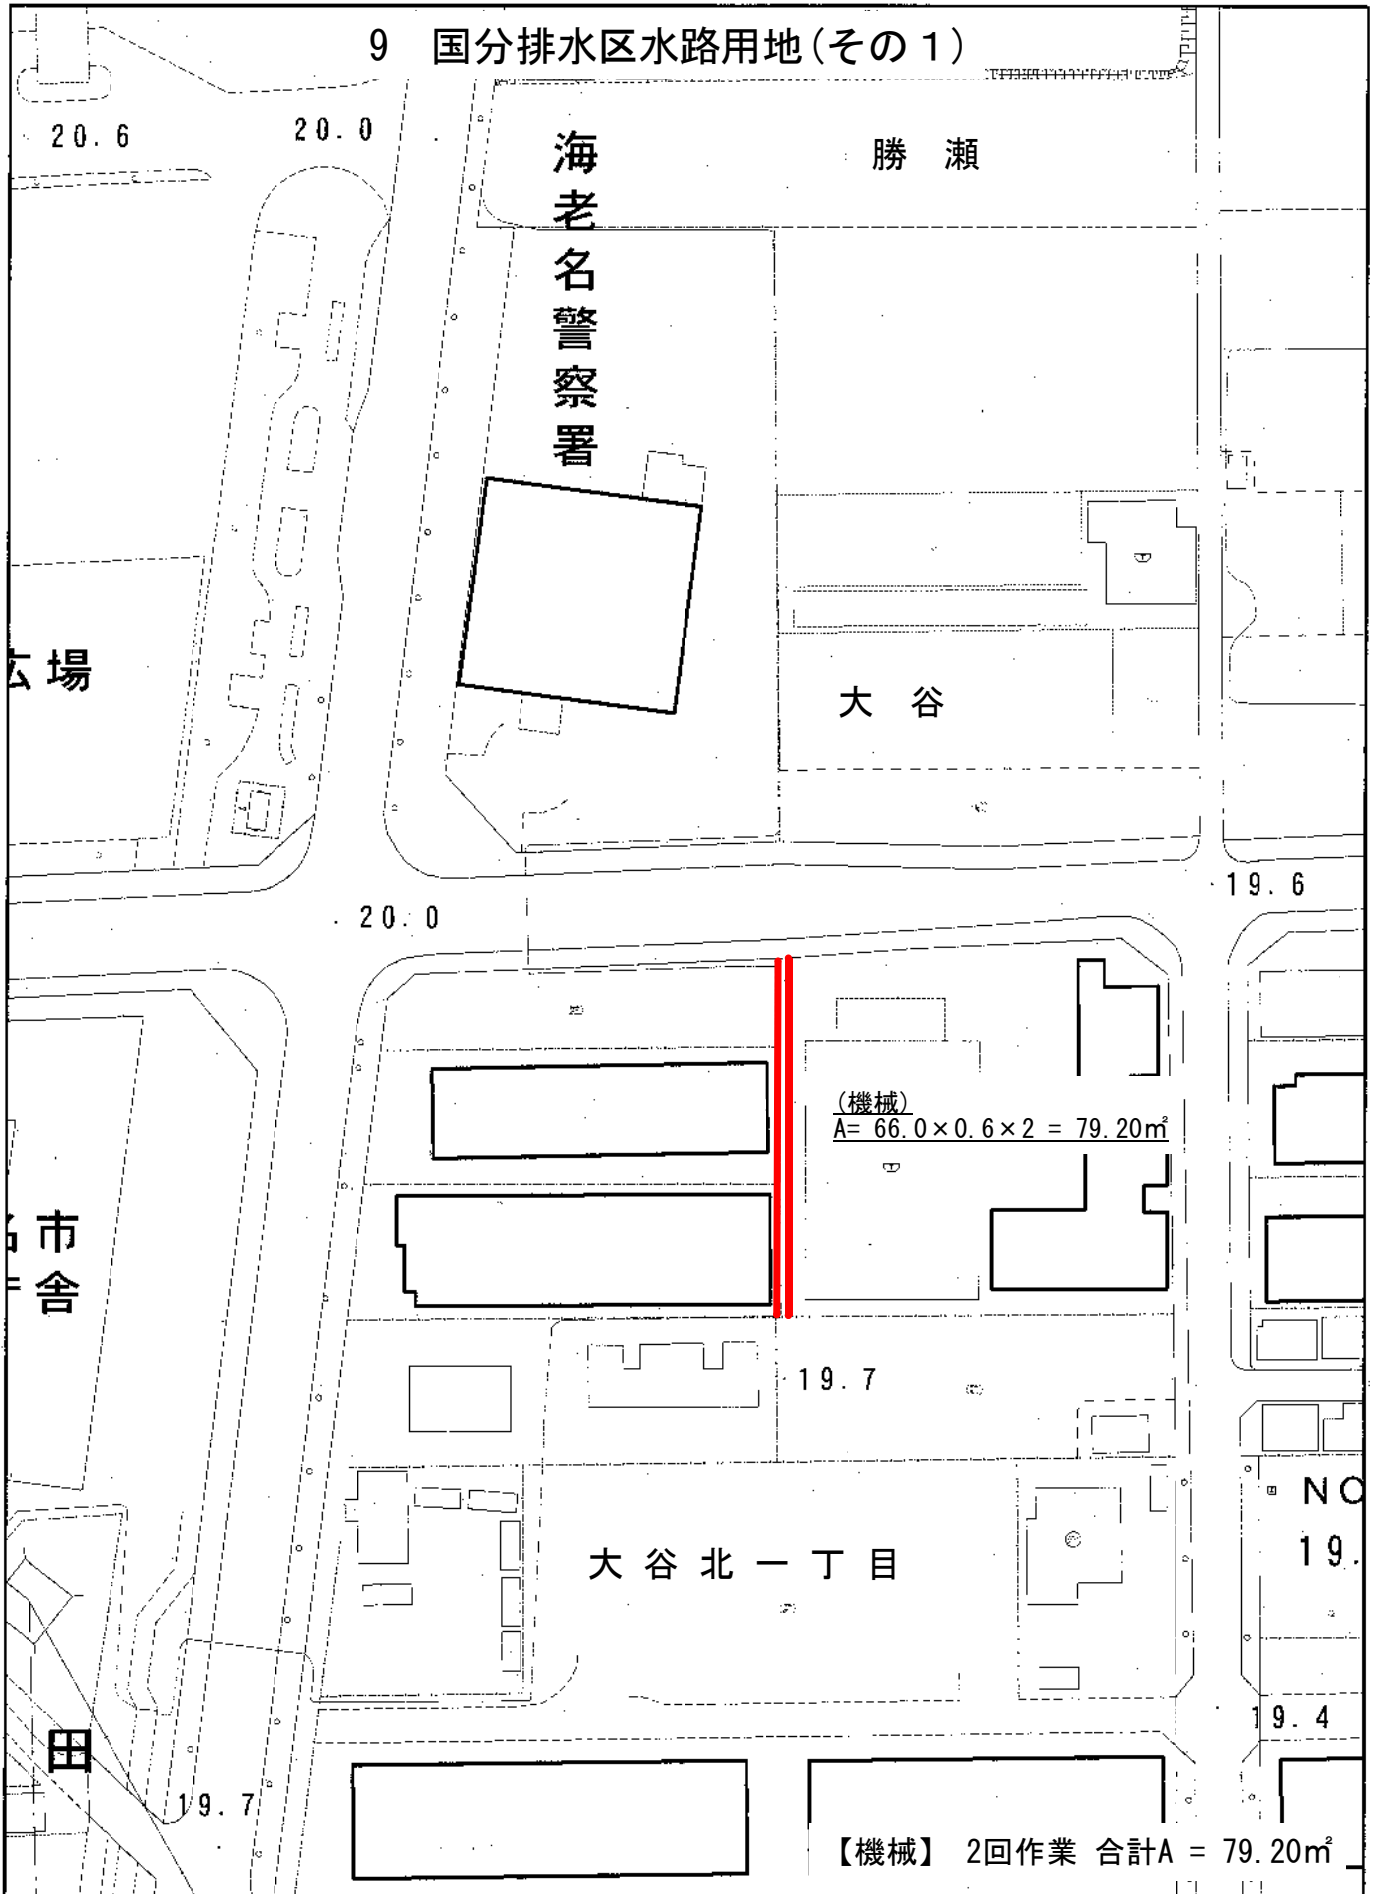 9 国分排水区水路用地(その1)
20.6
20.0
海老名警察署
勝瀬
広場
大谷
19.6
20.0
(機械)
A= 66.0×0.6×2 = 79.20㎡
市
舎
19.7
NO
19.
大谷北一丁目
19.4
田
19.7
【機械】 2回作業 合計A = 79.20㎡